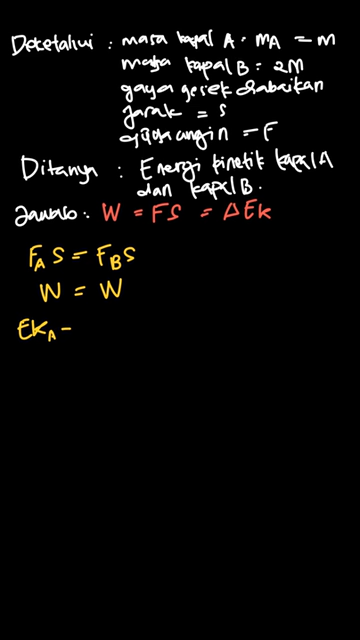 Diketahui : masa kapal A = mA = m
massa kapal B = 2M
gaya gesek diabaikan
jarak = s
gaya angin = F
Ditanya : Energi kinetik kapal A
dan kapal B.
Jawab : W = FS = ΔEk
FA S = FB S
W = W
EKA =